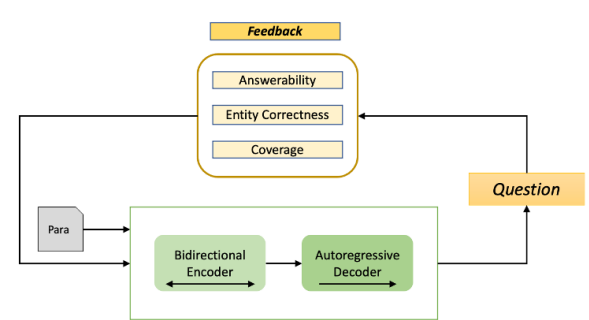 Feedback
Answerability
Entity Correctness
Coverage
Question
Para
Bidirectional
Encoder
Autoregressive
Decoder